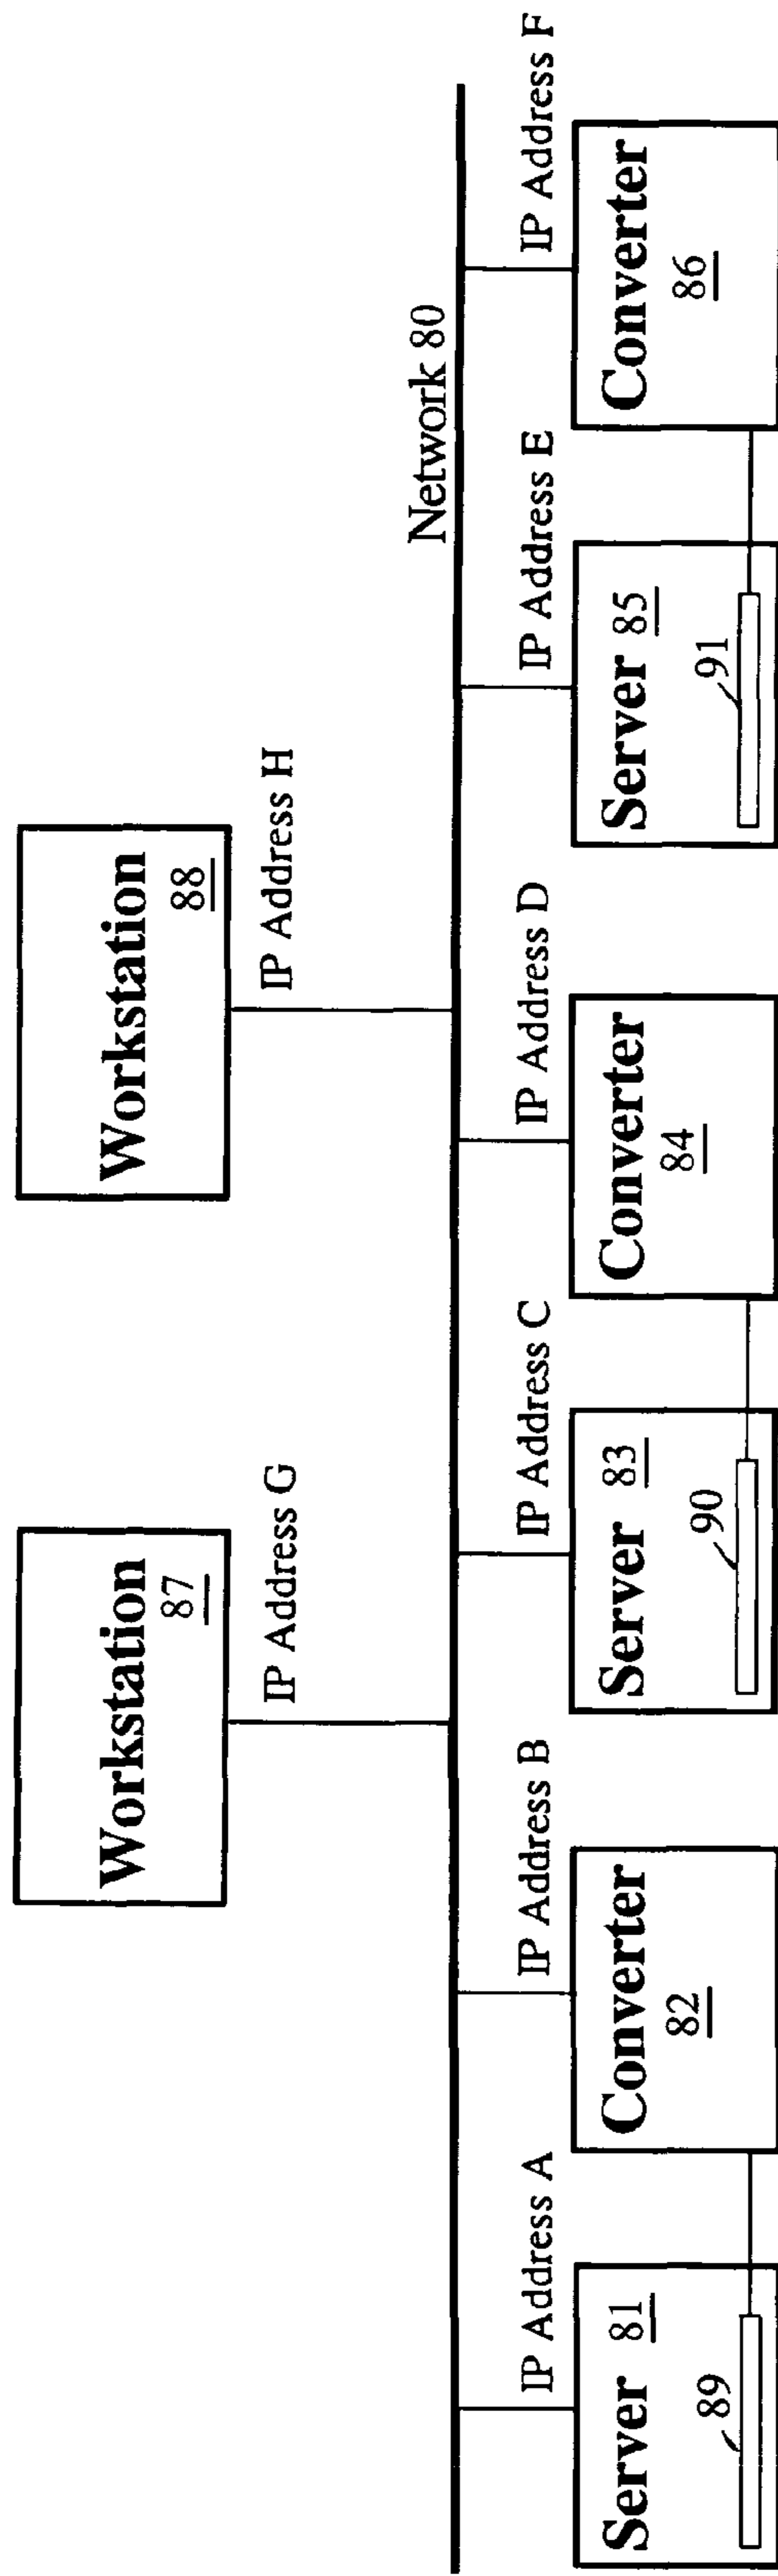 Workstation
87
IP Address G
Workstation
88
IP Address H
Network 80
IP Address A
Server 81
89
IP Address B
Converter
82
IP Address C
Server 83
90
IP Address D
Converter
84
IP Address E
Server 85
91
IP Address F
Converter
86